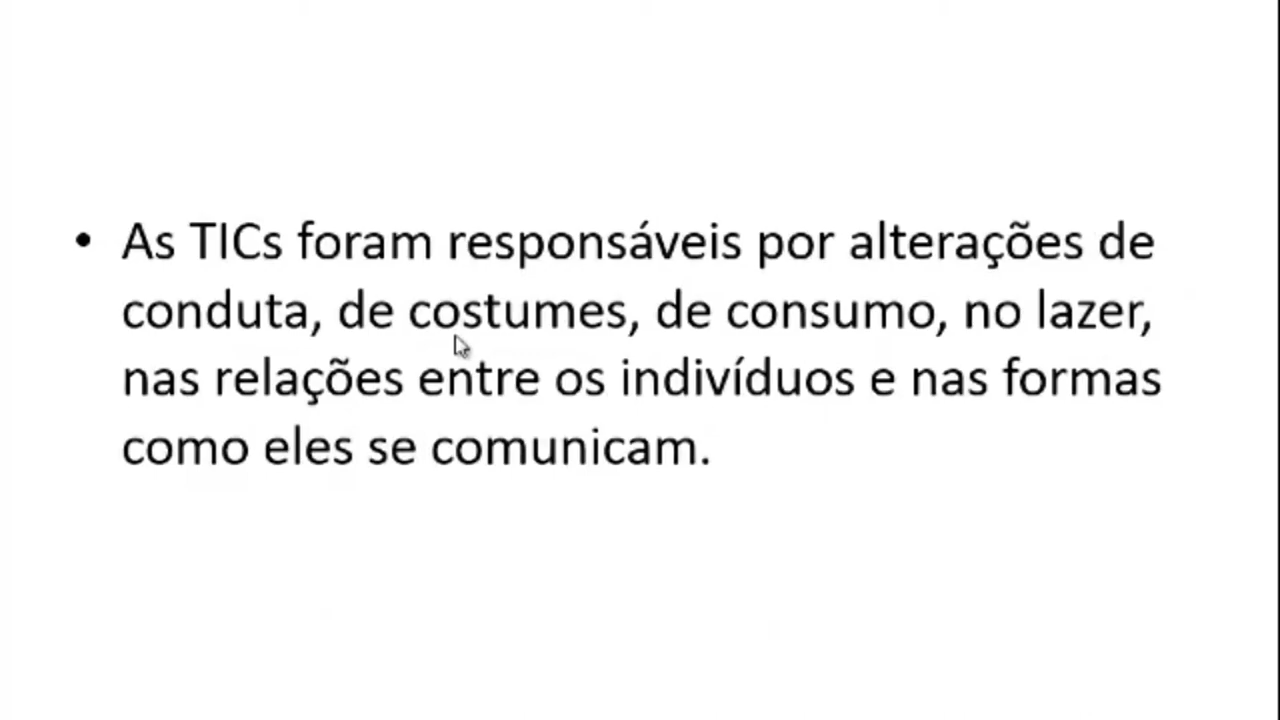 • As TICs foram responsáveis por alterações de
conduta, de costumes, de consumo, no lazer,
nas relações entre os indivíduos e nas formas
como eles se comunicam.